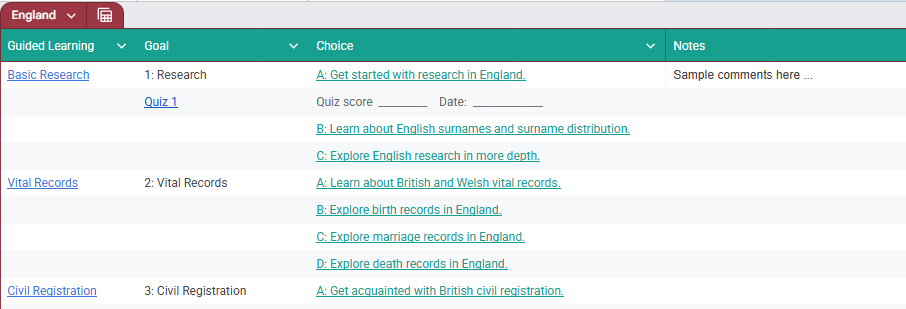 England
Guided Learning Goal Choice Notes
Basic Research 1: Research A: Get started with research in England. Sample comments here ...
Quiz 1 Quiz score _________ Date: _____________
B: Learn about English surnames and surname distribution.
C: Explore English research in more depth.
Vital Records 2: Vital Records A: Learn about British and Welsh vital records.
B: Explore birth records in England.
C: Explore marriage records in England.
D: Explore death records in England.
Civil Registration 3: Civil Registration A: Get acquainted with British civil registration.